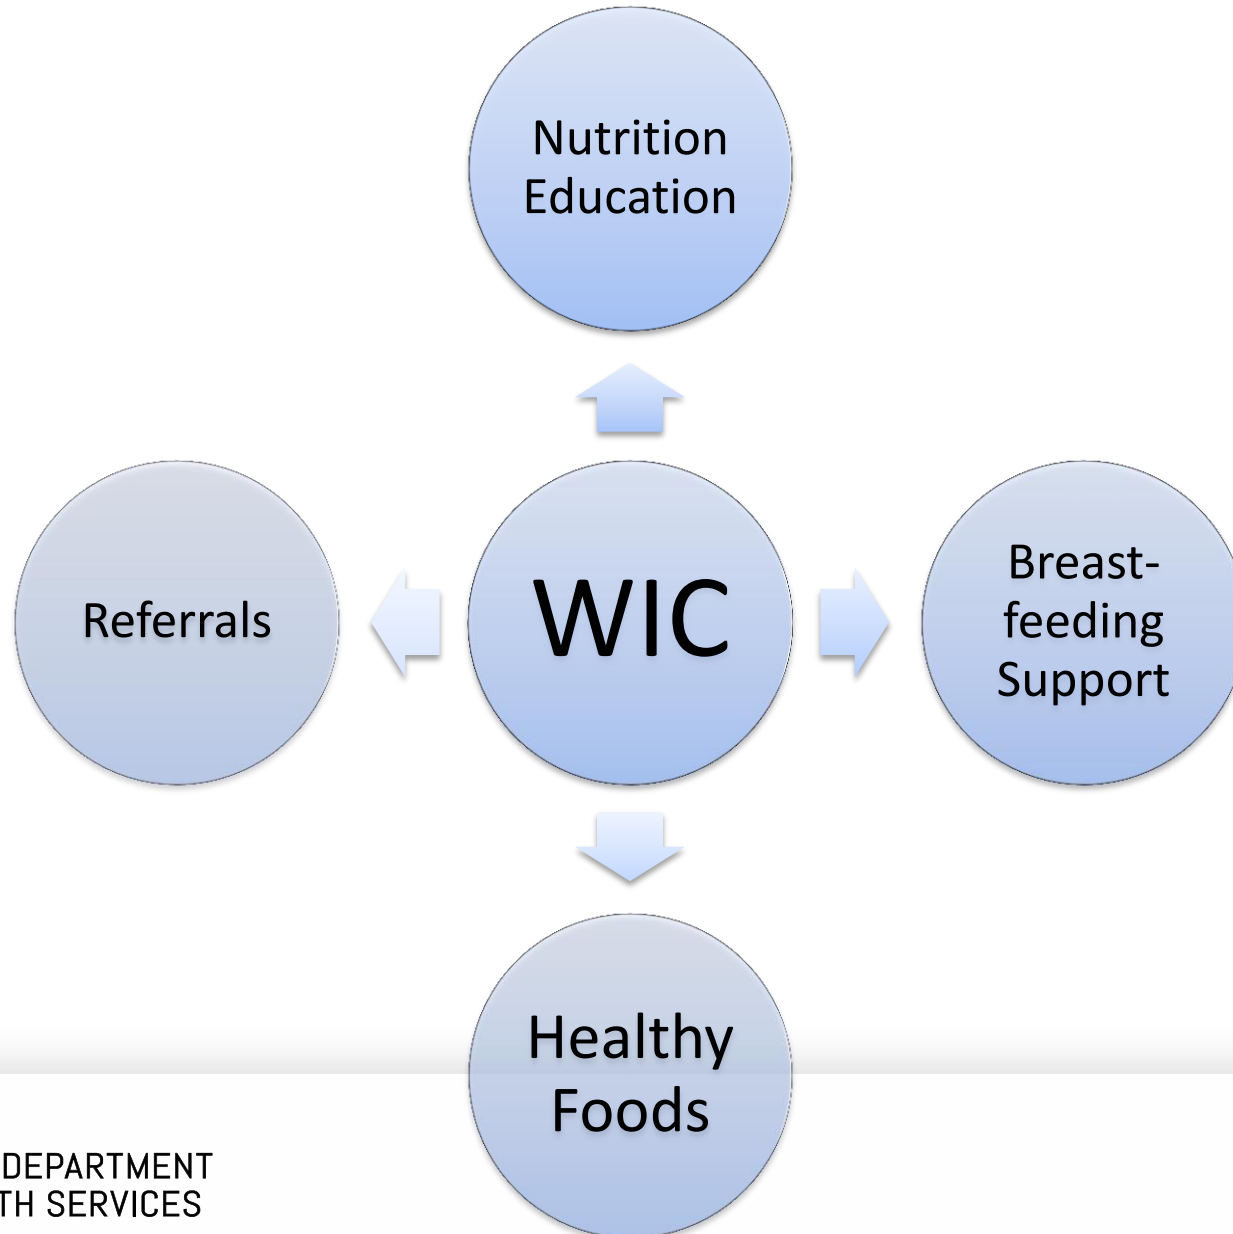 Nutrition
Education
Referrals
WIC
Breast-
feeding
Support
Healthy
Foods
DEPARTMENT
TH SERVICES